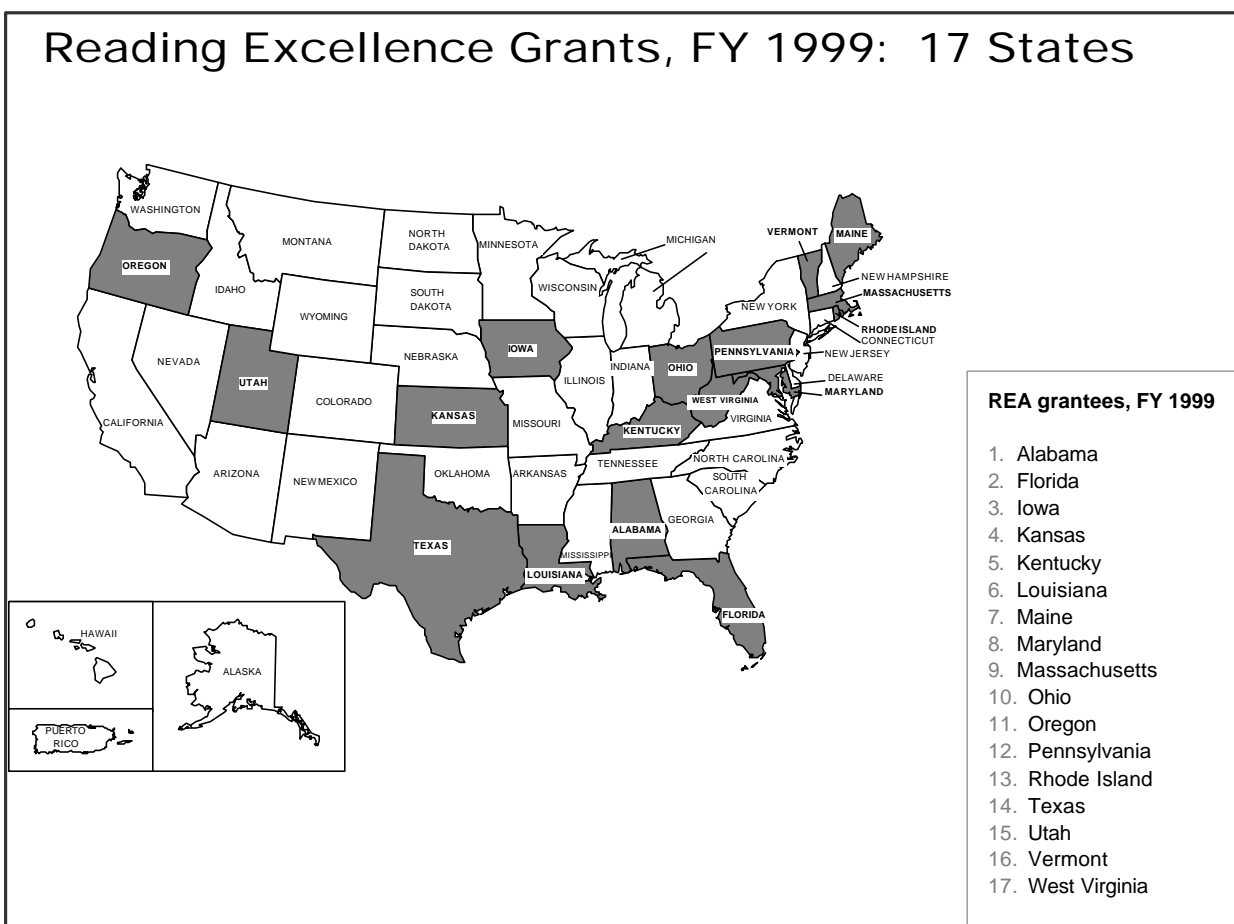 Reading Excellence Grants, FY 1999: 17 States
WASHINGTON
OREGON
IDAHO
MONTANA
NORTH
DAKOTA
MINNESOTA
MICHIGAN
VERMONT
MAINE
NEW HAMPSHIRE
MASSACHUSETTS
RHODE ISLAND
CONNECTICUT
NEW YORK
WISCONSIN
SOUTH
DAKOTA
WYOMING
NEVADA
UTAH
COLORADO
NEBRASKA
IOWA
ILLINOIS
INDIANA
OHIO
PENNSYLVANIA
NEW JERSEY
DELAWARE
MARYLAND
WEST VIRGINIA
VIRGINIA
CALIFORNIA
KANSAS
MISSOURI
KENTUCKY
ARIZONA
NEW MEXICO
OKLAHOMA
ARKANSAS
TENNESSEE
NORTH CAROLINA
SOUTH
CAROLINA
TEXAS
LOUISIANA
MISSISSIPPI
ALABAMA
GEORGIA
FLORIDA
HAWAII
ALASKA
PUERTO
RICO
REA grantees, FY 1999
1. Alabama
2. Florida
3. Iowa
4. Kansas
5. Kentucky
6. Louisiana
7. Maine
8. Maryland
9. Massachusetts
10. Ohio
11. Oregon
12. Pennsylvania
13. Rhode Island
14. Texas
15. Utah
16. Vermont
17. West Virginia